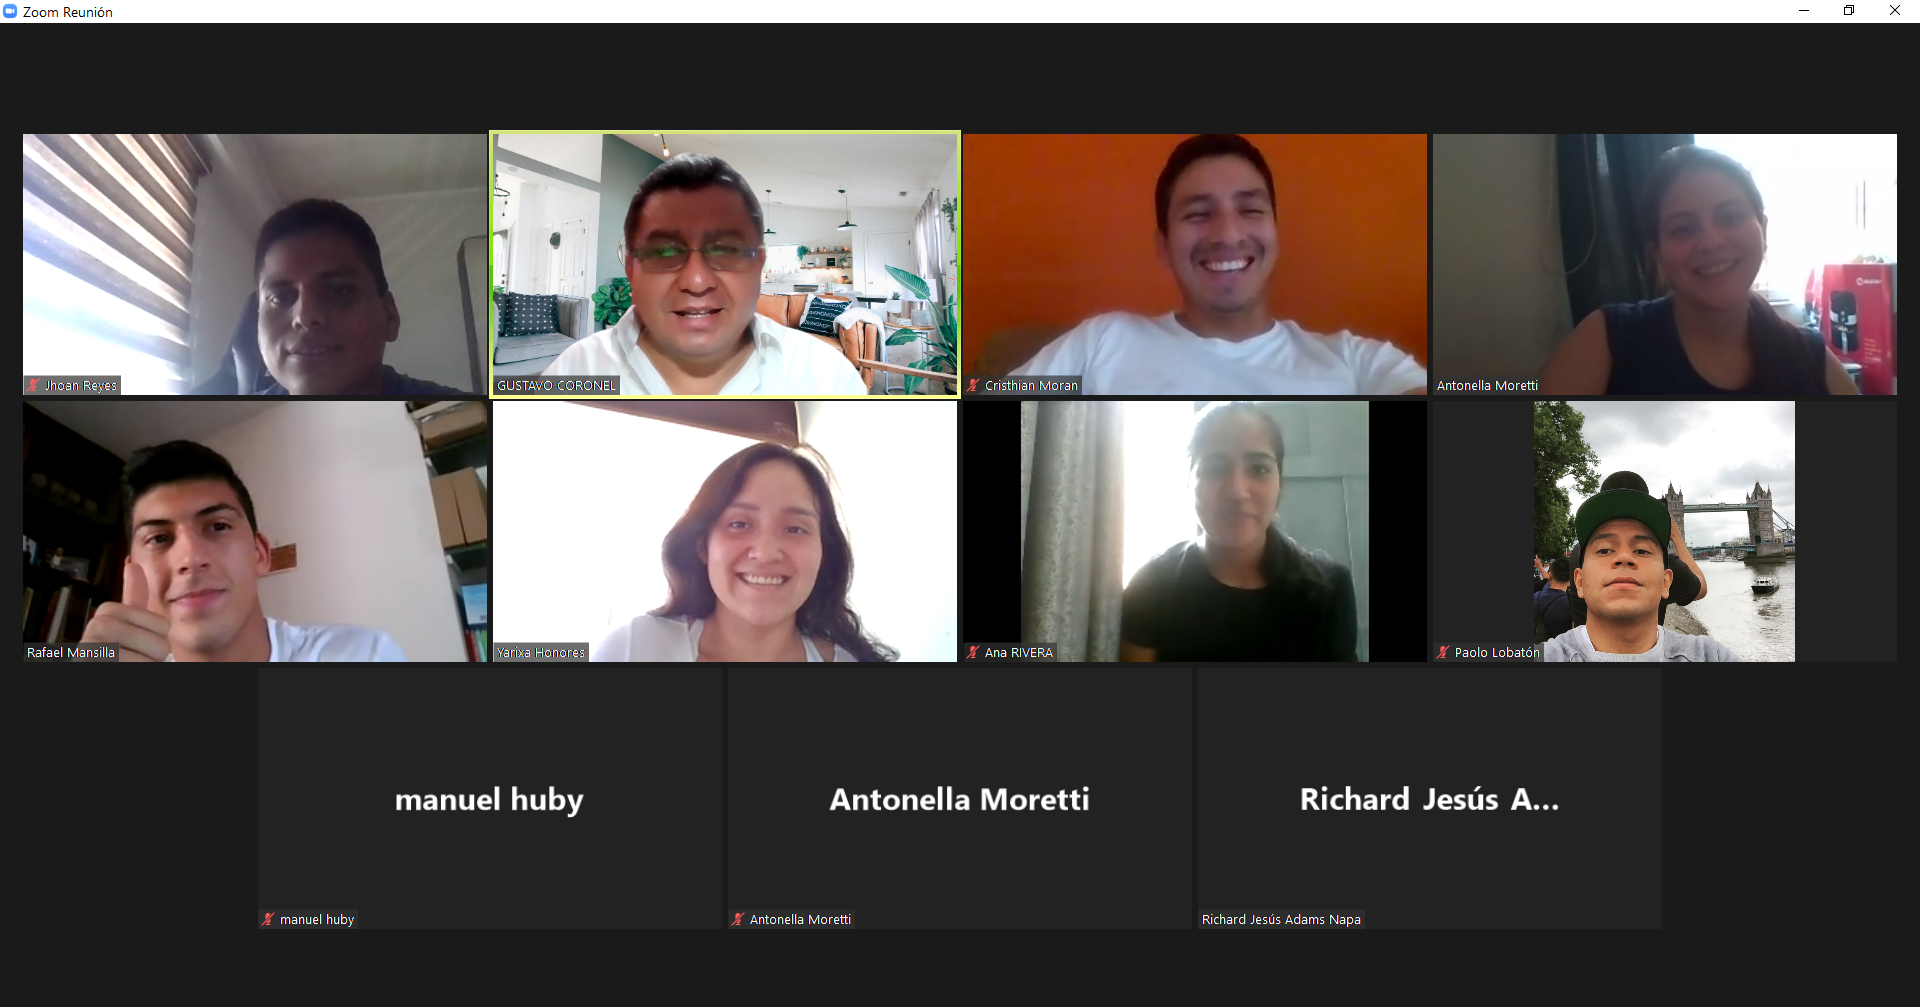 Zoom Reunión
Jhoan Reyes
GUSTAVO CORONEL
Cristhian Moran
Antonella Moretti
Rafael Mansilla
Yarixa Honores
Ana RIVERA
Paolo Lobatón
manuel huby
Antonella Moretti
Richard Jesús A...
manuel huby
Antonella Moretti
Richard Jesús Adams Napa